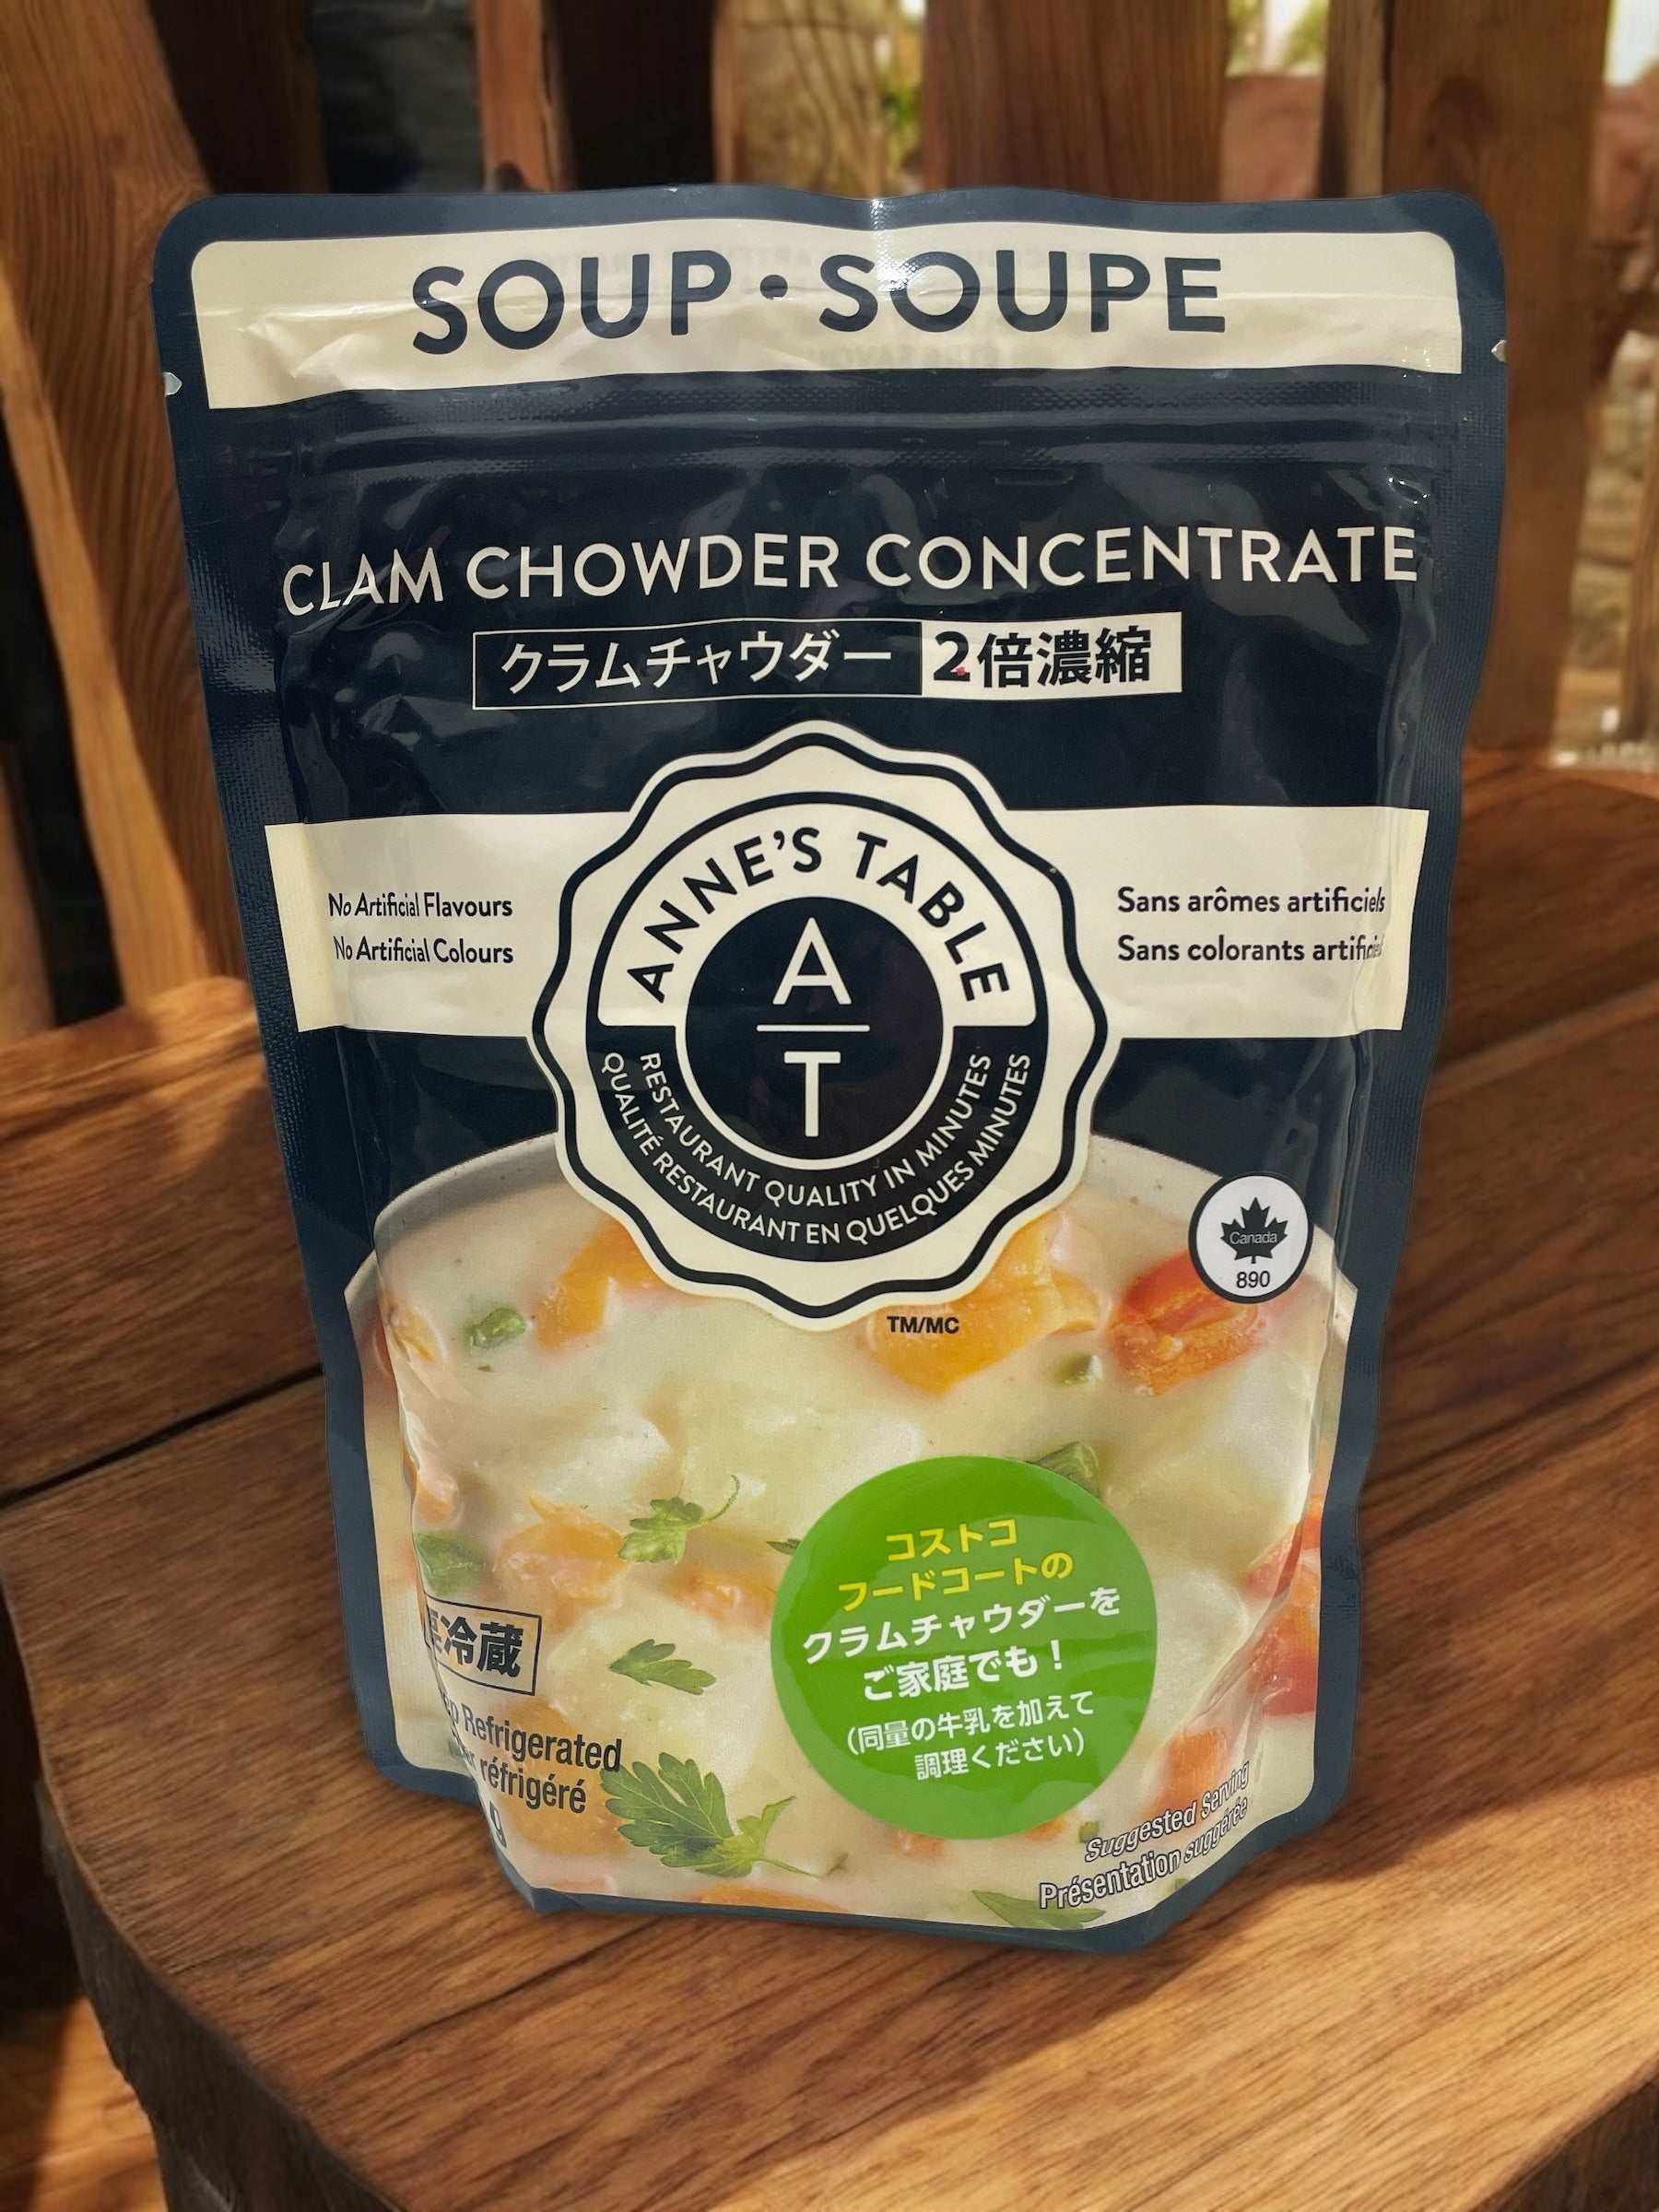 SOUP・SOUPE
CLAM CHOWDER CONCENTRATE
クラムチャウダー 2倍濃縮
No Artificial Flavours
No Artificial Colours
ANNE'S TABLE
A
T
RESTAURANT QUALITY IN MINUTES
QUALITÉ RESTAURANT EN QUELQUES MINUTES
Sans arômes artificiels
Sans colorants
TM/MC
Canada
890
コストコ
フードコートの
クラムチャウダーを
ご家庭でも！
（同量の牛乳を加えて
調理ください）
冷蔵
Refrigerated
réfrigéré
g
Suggested Serving
Présentation suggérée